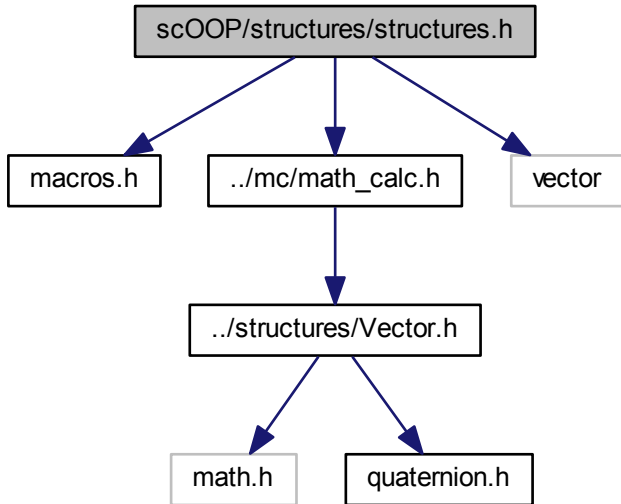 scOOP/structures/structures.h
macros.h
../mc/math_calc.h
vector
../structures/Vector.h
math.h
quaternion.h